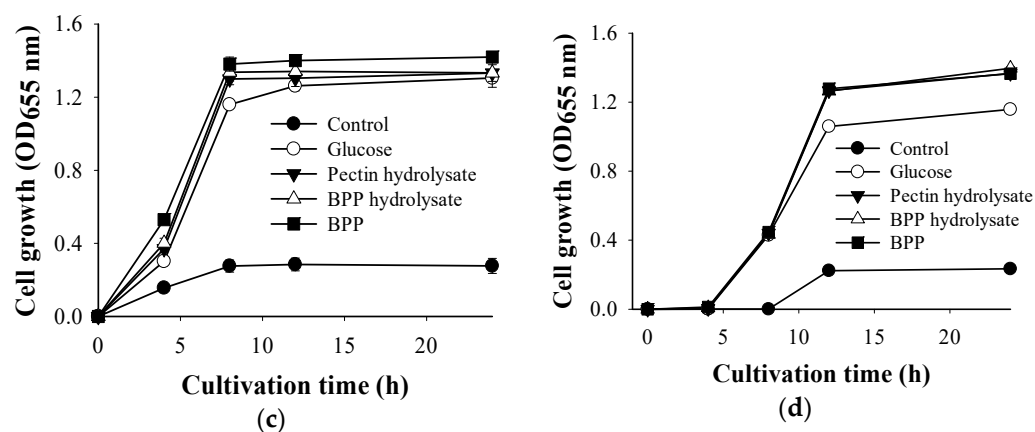 Cell growth (OD655 nm)
1.6
1.2
0.8
0.4
0.0
Control
Glucose
Pectin hydrolysate
BPP hydrolysate
BPP
0 5 10 15 20
Cultivation time (h)
(c)
Cell growth (OD655 nm)
1.6
1.2
0.8
0.4
0.0
Control
Glucose
Pectin hydrolysate
BPP hydrolysate
BPP
0 5 10 15 20
Cultivation time (h)
(d)